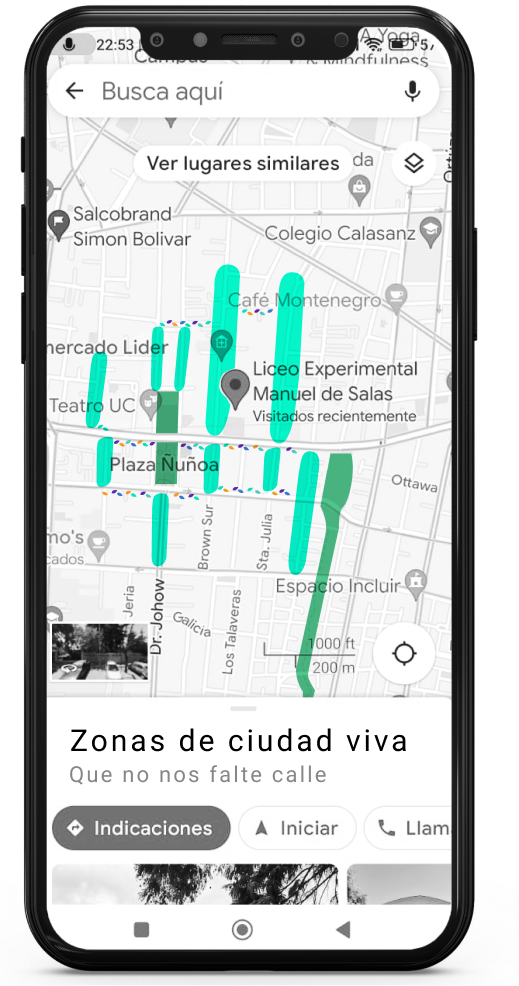 22:53
A Yoga
5
Campus
& Mindfulness
Busca aquí
Ver lugares similares
da
Salcobrand
Simon Bolivar
Colegio Calasanz
Café Montenegro
mercado Lider
Liceo Experimental
Manuel de Salas
Visitados recientemente
Teatro UC
Plaza Ñuñoa
Ottawa
Brown Sur
Sta. Julia
mo's
cados
Espacio Incluir
Jeria
Dr. Johow
Galicia
Los Talaveras
1000 ft
200 m
Zonas de ciudad viva
Que no nos falte calle
Indicaciones
Iniciar
Llam